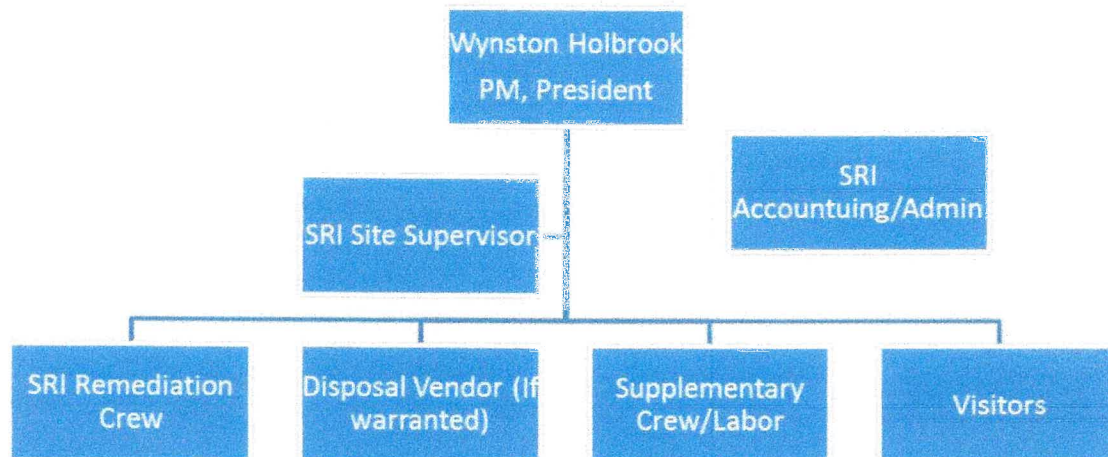 Wynston Holbrook
PM, President
SRI
Accountuing/Admin
SRI Site Supervisor
SRI Remediation
Crew
Disposal Vendor (If
warranted)
Supplementary
Crew/Labor
Visitors